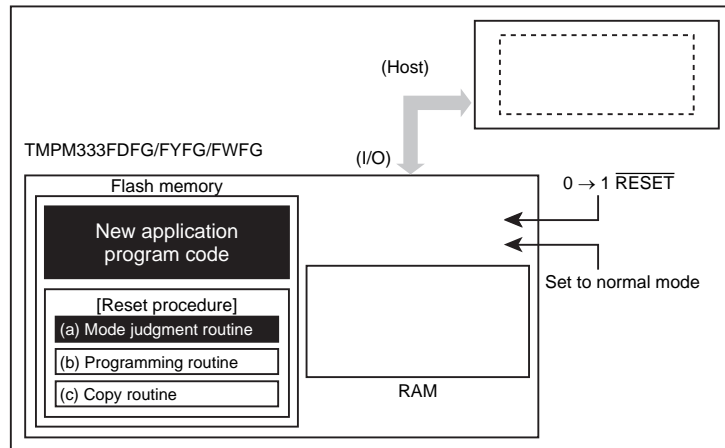 (Host)
TMPM333FDFG/FYFG/FWFG
(I/O)
Flash memory
0 → 1 RESET
New application
program code
Set to normal mode
[Reset procedure]
(a) Mode judgment routine
(b) Programming routine
(c) Copy routine
RAM